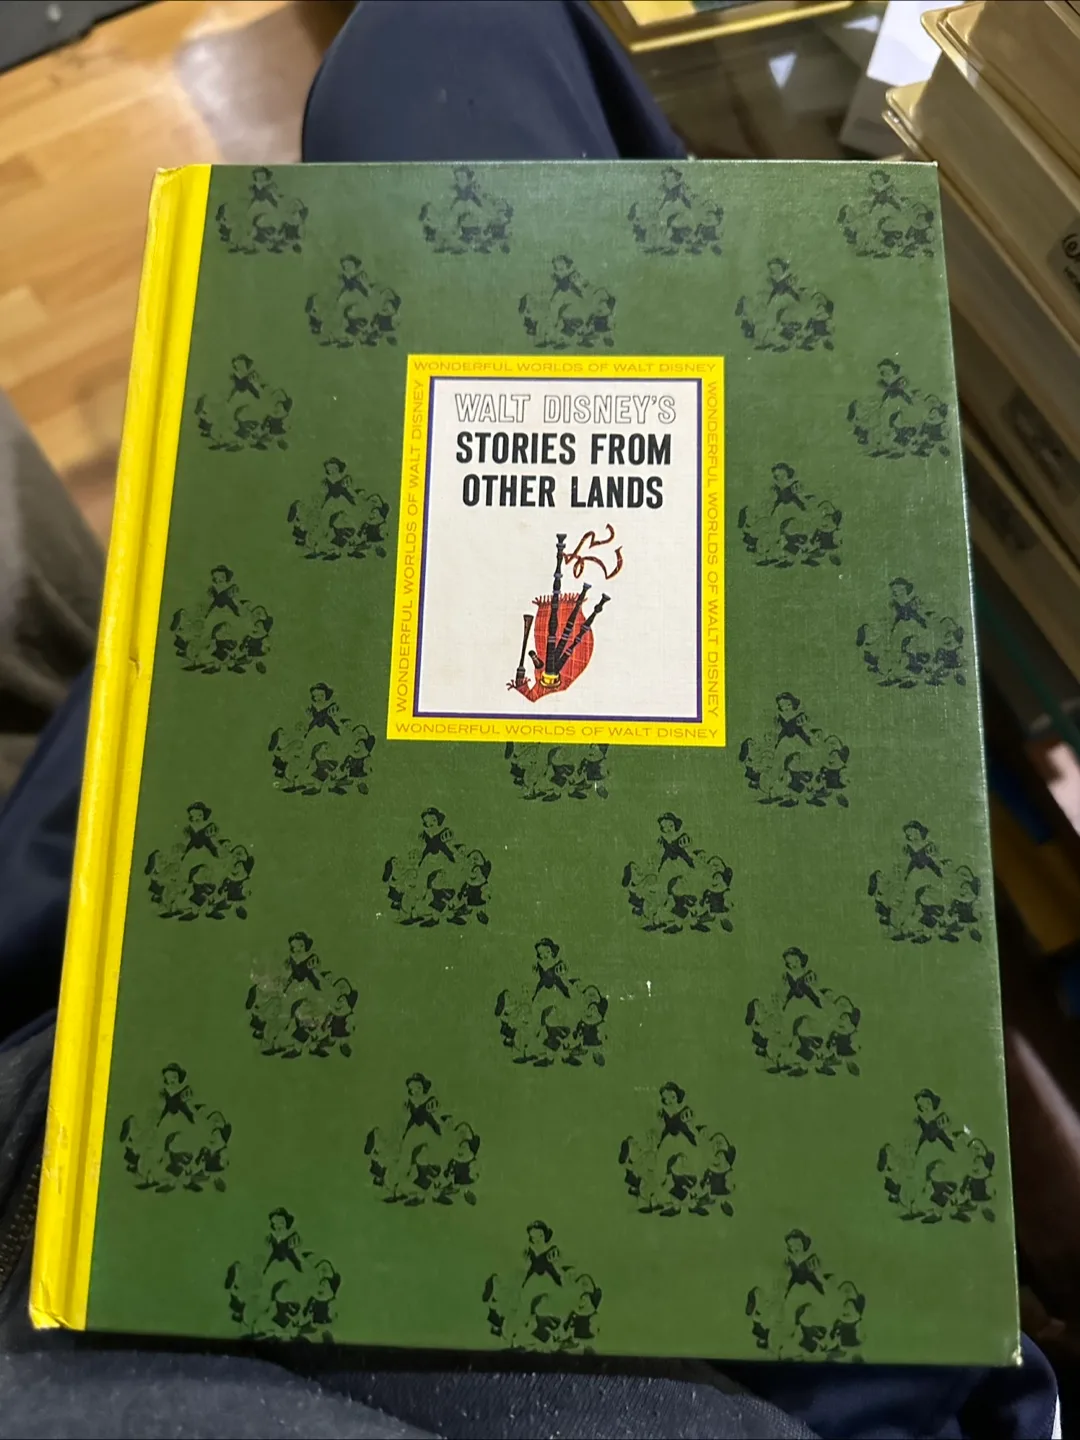 WONDERFUL WORLDS OF WALT DISNEY
WALT DISNEY'S
STORIES FROM
OTHER LANDS
WONDERFUL WORLDS OF WALT DISNEY
WONDERFUL WORLDS OF WALT DISNEY
WONDERFUL WORLDS OF WALT DISNEY